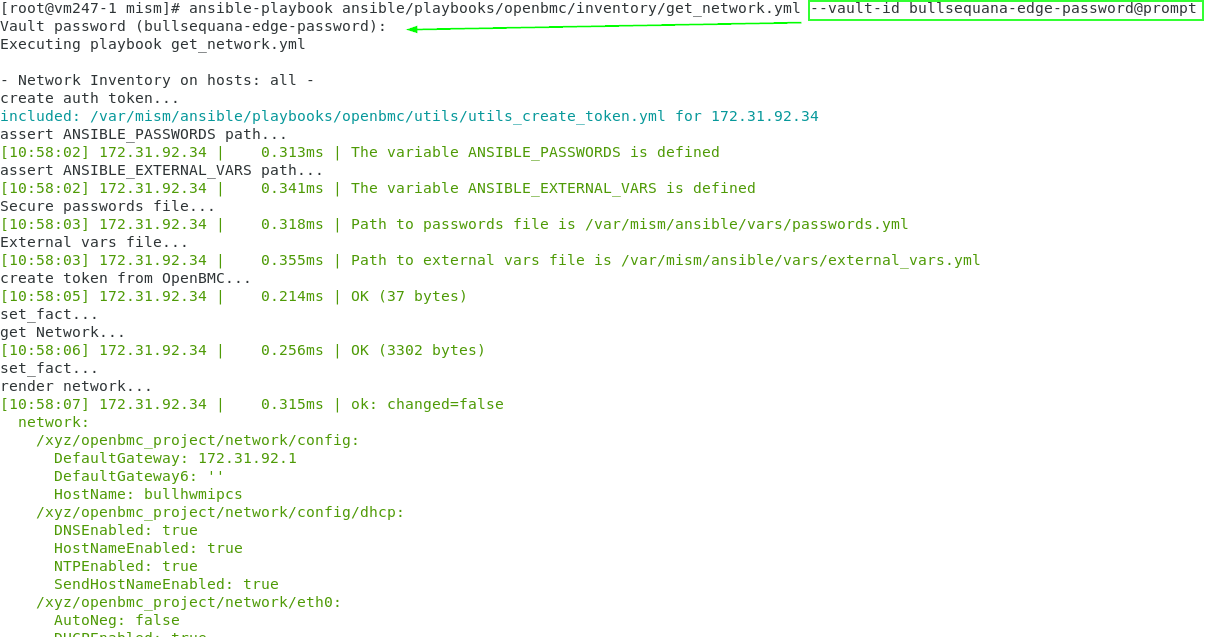 [root@vm247-1 mism]# ansible-playbook ansible/playbooks/openbmc/inventory/get_network.yml --vault-id bullsequana-edge-password@prompt
Vault password (bullsequana-edge-password):
Executing playbook get_network.yml

- Network Inventory on hosts: all -
create auth token...
included: /var/mism/ansible/playbooks/openbmc/utils/utils_create_token.yml for 172.31.92.34
assert ANSIBLE_PASSWORDS path...
[10:58:02] 172.31.92.34 |    0.313ms | The variable ANSIBLE_PASSWORDS is defined
assert ANSIBLE_EXTERNAL_VARS path...
[10:58:02] 172.31.92.34 |    0.341ms | The variable ANSIBLE_EXTERNAL_VARS is defined
Secure passwords file...
[10:58:03] 172.31.92.34 |    0.318ms | Path to passwords file is /var/mism/ansible/vars/passwords.yml
External vars file...
[10:58:03] 172.31.92.34 |    0.355ms | Path to external vars file is /var/mism/ansible/vars/external_vars.yml
create token from OpenBMC...
[10:58:05] 172.31.92.34 |    0.214ms | OK (37 bytes)
set_fact...
get Network...
[10:58:06] 172.31.92.34 |    0.256ms | OK (3302 bytes)
set_fact...
render network...
[10:58:07] 172.31.92.34 |    0.315ms | ok: changed=false
  network:
    /xyz/openbmc_project/network/config:
      DefaultGateway: 172.31.92.1
      DefaultGateway6: ''
      HostName: bullhwmipcs
    /xyz/openbmc_project/network/config/dhcp:
      DNSEnabled: true
      HostNameEnabled: true
      NTPEnabled: true
      SendHostNameEnabled: true
    /xyz/openbmc_project/network/eth0:
      AutoNeg: false
      DHCPEnabled: true